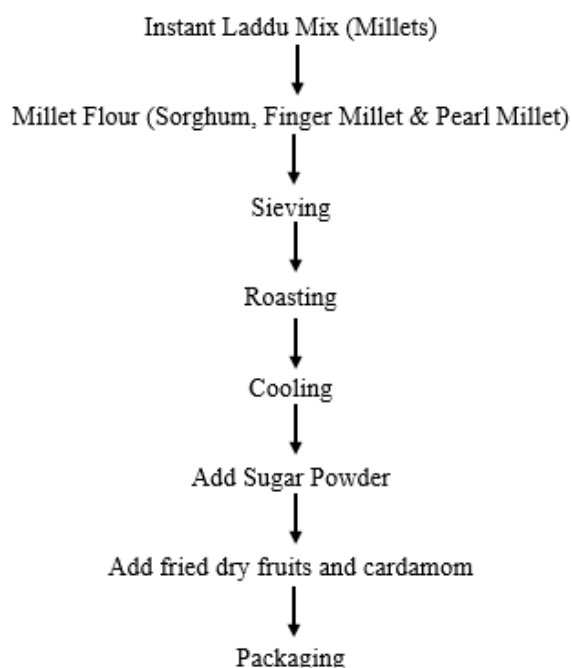 Instant Laddu Mix (Millets)
Millet Flour (Sorghum, Finger Millet & Pearl Millet)
Sieving
Roasting
Cooling
Add Sugar Powder
Add fried dry fruits and cardamom
Packaging